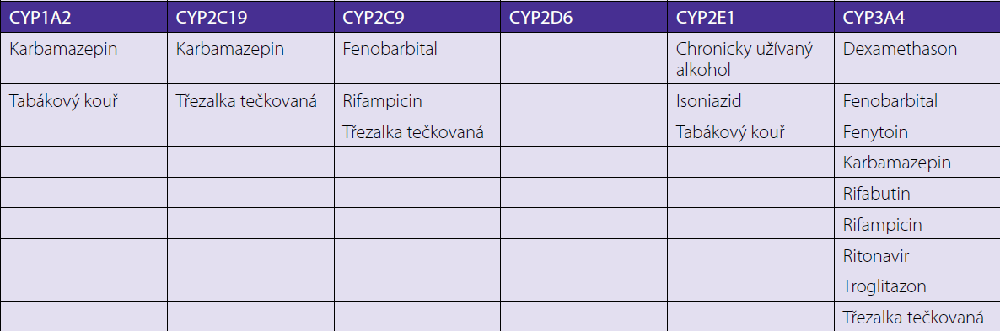 CYP1A2 CYP2C19 CYP2C9 CYP2D6 CYP2E1 CYP3A4
Karbamazepin Karbamazepin Fenobarbital Chronicky užívaný Dexamethason
alkohol
Tabákový kouř Třezalka tečkovaná Rifampicin Isoniazid Fenobarbital
Třezalka tečkovaná Tabákový kouř Fenytoin
Karbamazepin
Rifabutin
Rifampicin
Ritonavir
Troglitazon
Třezalka tečkovaná